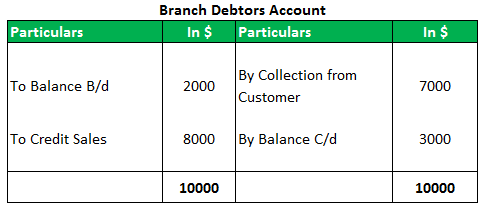 Branch Debtors Account
Particulars In $ Particulars In $
To Balance B/d 2000 By Collection from
Customer 7000
To Credit Sales 8000 By Balance C/d 3000
10000 10000